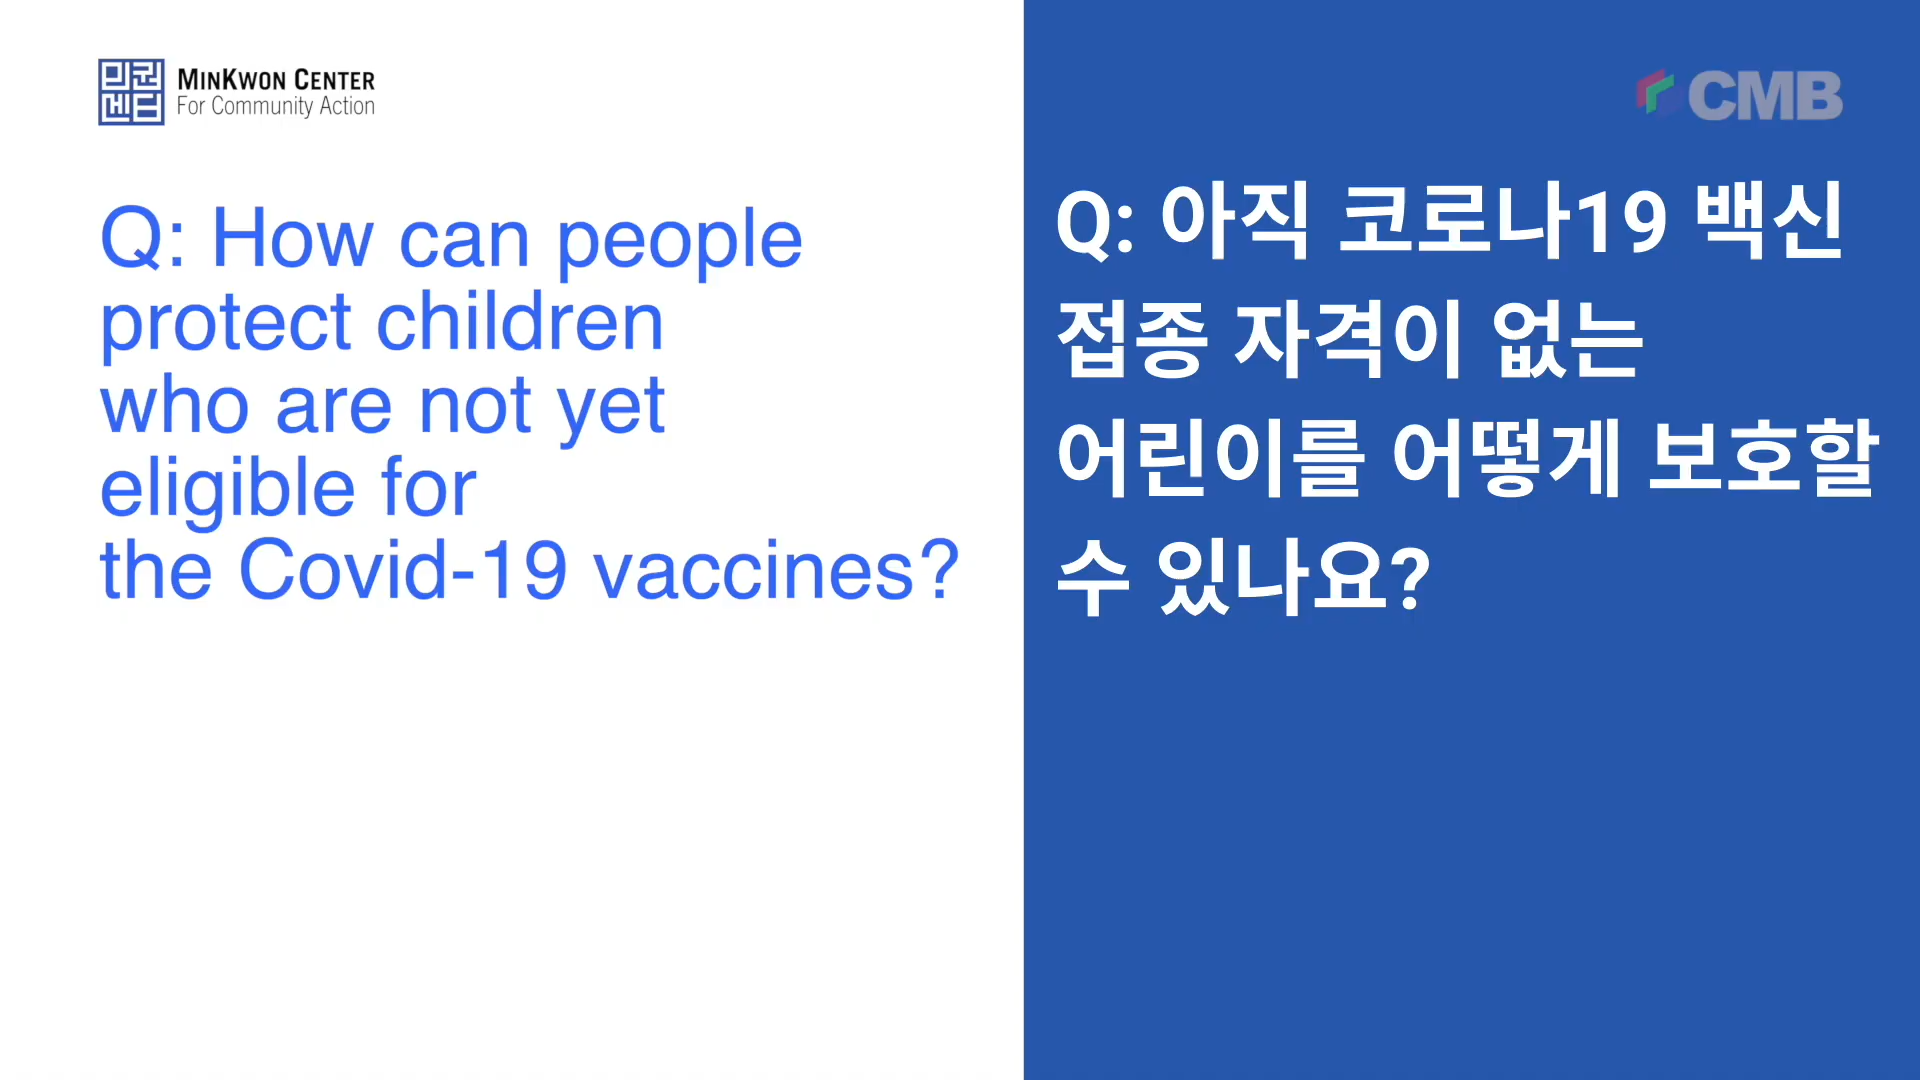 민권
센터
MINKWON CENTER
For Community Action
Q: How can people
protect children
who are not yet
eligible for
the Covid-19 vaccines?
CMB
Q: 아직 코로나19 백신
접종 자격이 없는
어린이를 어떻게 보호할
수 있나요?